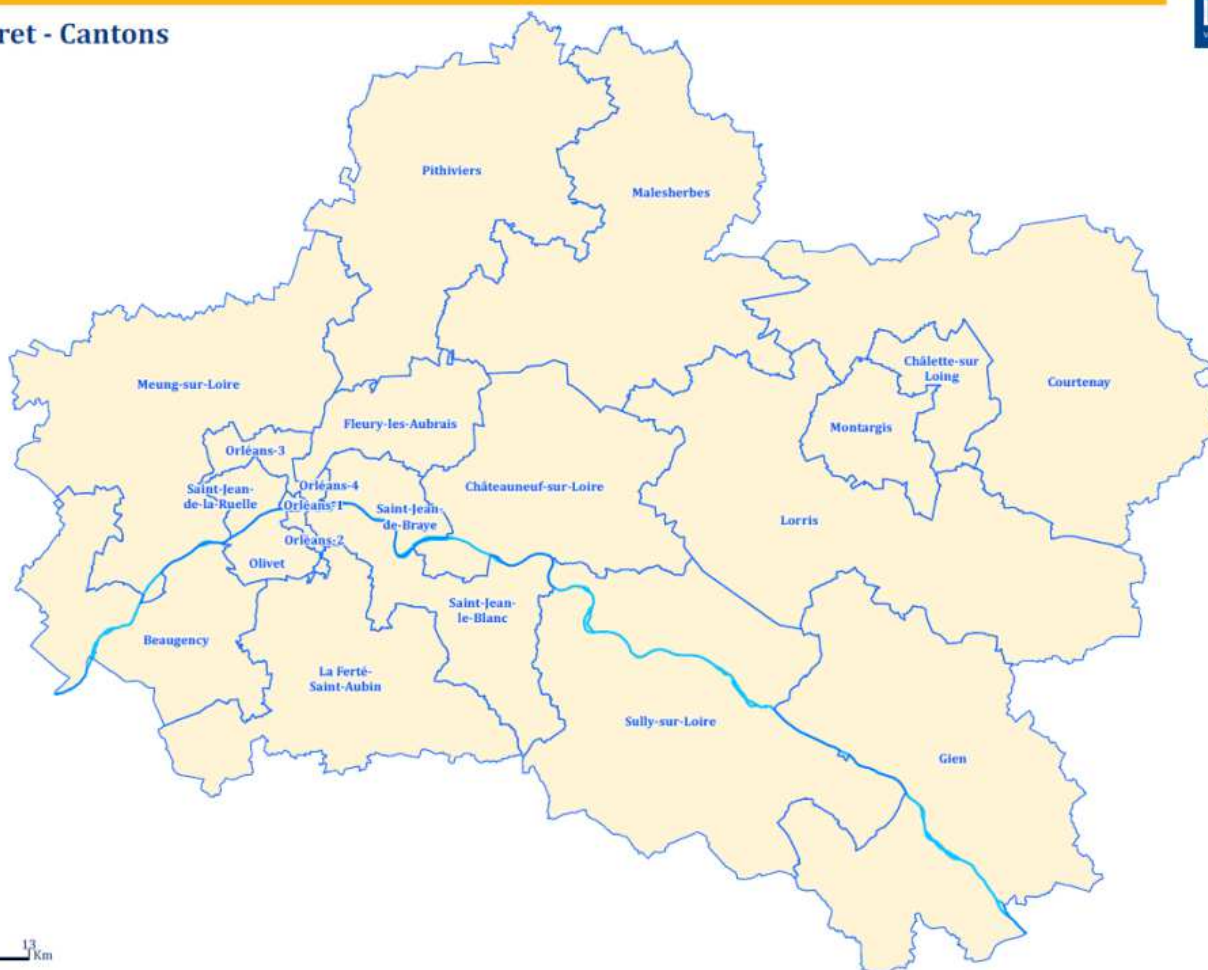 ret - Cantons
Pithiviers
Malesherbes
Meung-sur-Loire
Châlette-sur
Loing
Courtenay
Fleury-les-Aubrais
Montargis
Orléans-3
Orléans-4
Saint-Jean-
de-la-Ruelle
Châteauneuf-sur-Loire
Orléans-1
Saint-Jean-
de-Braye
Lorris
Orléans-2
Olivet
Saint-Jean-
le-Blanc
Beaugency
La Ferté-
Saint-Aubin
Sully-sur-Loire
Gien
13
Km